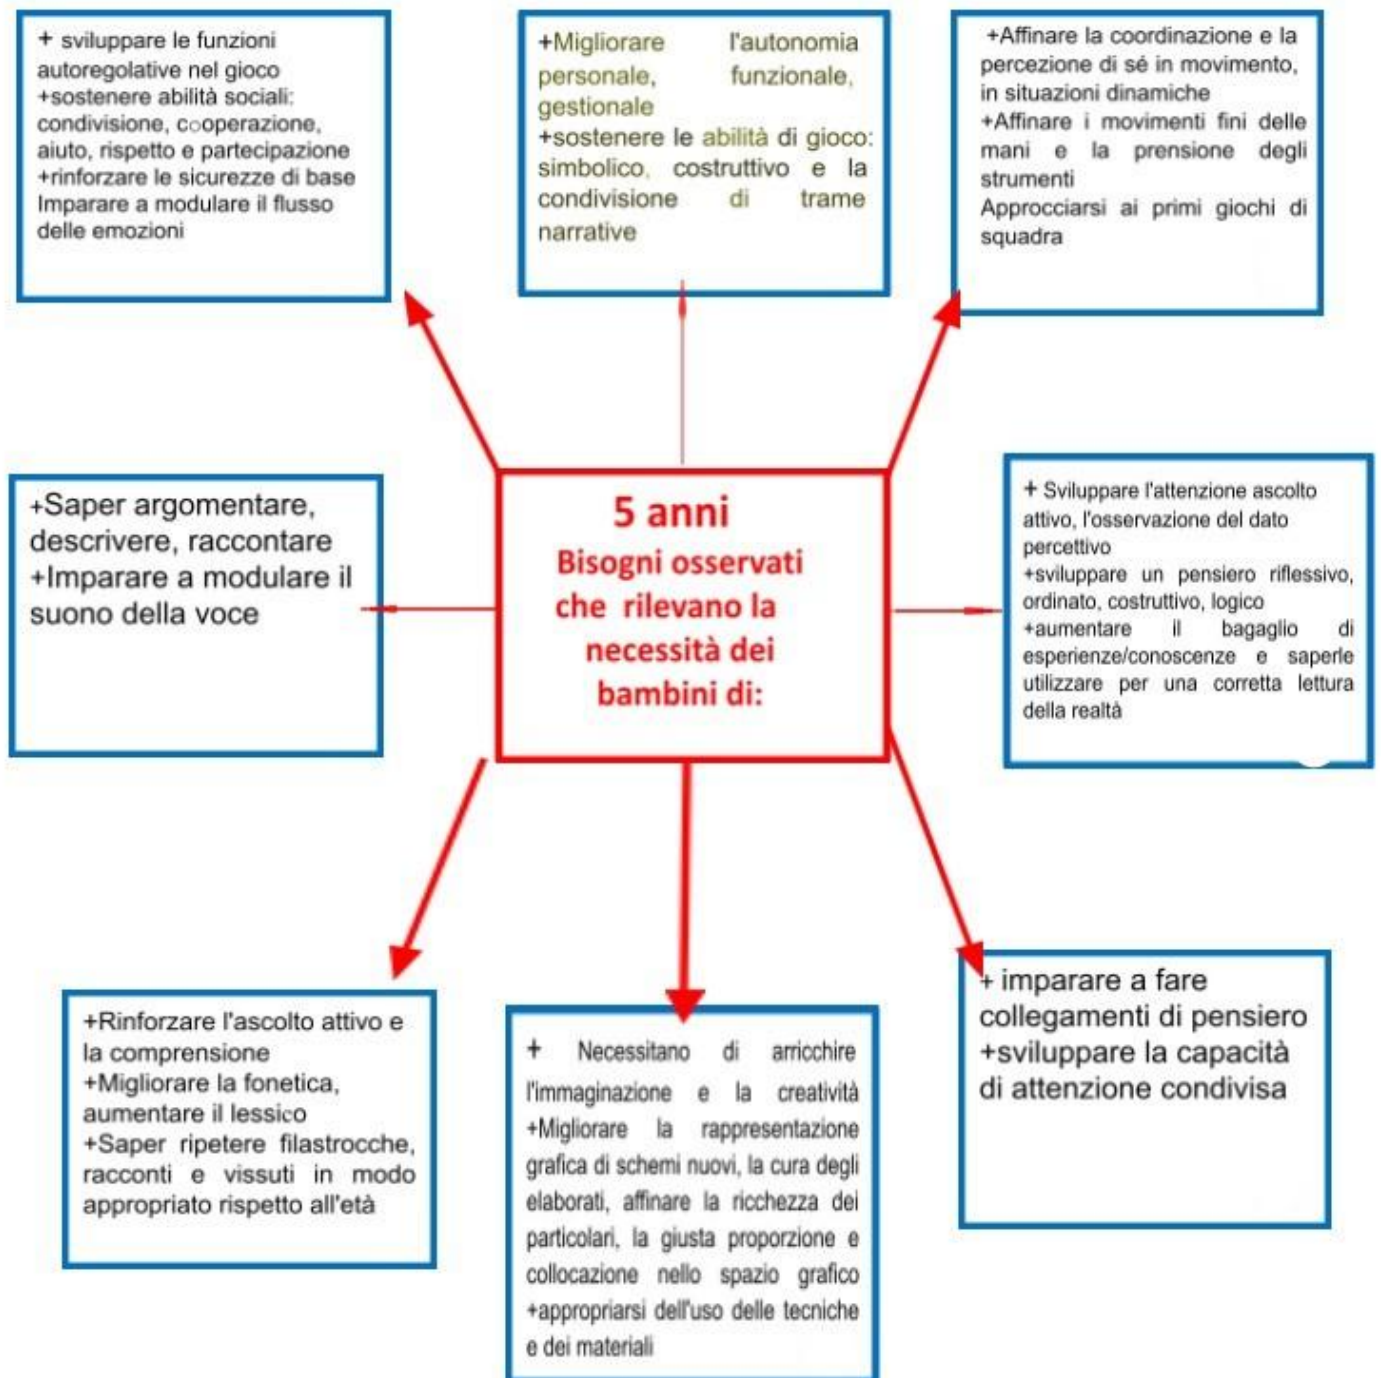 + sviluppare le funzioni
autoregolative nel gioco
+sostenere abilità sociali:
condivisione, cooperazione,
aiuto, rispetto e partecipazione
+rinforzare le sicurezze di base
Imparare a modulare il flusso
delle emozioni
+Migliorare l'autonomia
personale, funzionale,
gestionale
+sostenere le abilità di gioco:
simbolico, costruttivo e la
condivisione di trame
narrative
+Affinare la coordinazione e la
percezione di sé in movimento,
in situazioni dinamiche
+Affinare i movimenti fini delle
mani e la prensione degli
strumenti
Approcciarsi ai primi giochi di
squadra
+Saper argomentare,
descrivere, raccontare
+Imparare a modulare il
suono della voce
5 anni
Bisogni osservati
che rilevano la
necessità dei
bambini di:
+ Sviluppare l'attenzione ascolto
attivo, l'osservazione del dato
percettivo
+sviluppare un pensiero riflessivo,
ordinato, costruttivo, logico
+aumentare il bagaglio di
esperienze/conoscenze e saperle
utilizzare per una corretta lettura
della realtà
+Rinforzare l'ascolto attivo e
la comprensione
+Migliorare la fonetica,
aumentare il lessico
+Saper ripetere filastrocche,
racconti e vissuti in modo
appropriato rispetto all'età
+ Necessitano di arricchire
l'immaginazione e la creatività
+Migliorare la rappresentazione
grafica di schemi nuovi, la cura degli
elaborati, affinare la ricchezza dei
particolari, la giusta proporzione e
collocazione nello spazio grafico
+appropriarsi dell'uso delle tecniche
e dei materiali
+ imparare a fare
collegamenti di pensiero
+sviluppare la capacità
di attenzione condivisa